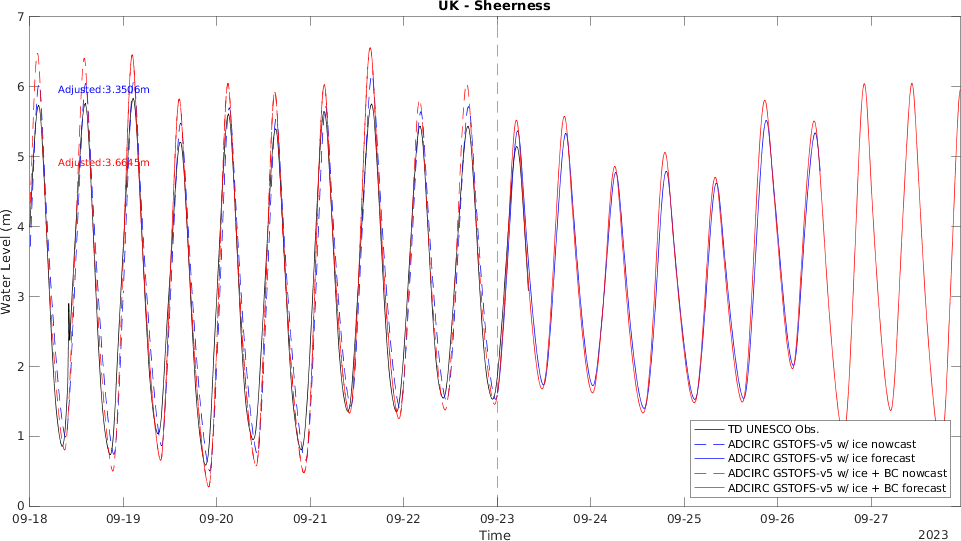 UK - Sheerness
7
6
5
4
3
2
1
0
Water Level (m)
Adjusted:3.3506m
Adjusted:3.6645m
TD UNESCO Obs.
ADCIRC GSTOFS-v5 w/ ice nowcast
ADCIRC GSTOFS-v5 w/ ice forecast
ADCIRC GSTOFS-v5 w/ ice + BC nowcast
ADCIRC GSTOFS-v5 w/ ice + BC forecast
09-18 09-19 09-20 09-21 09-22 09-23 09-24 09-25 09-26 09-27
Time
2023